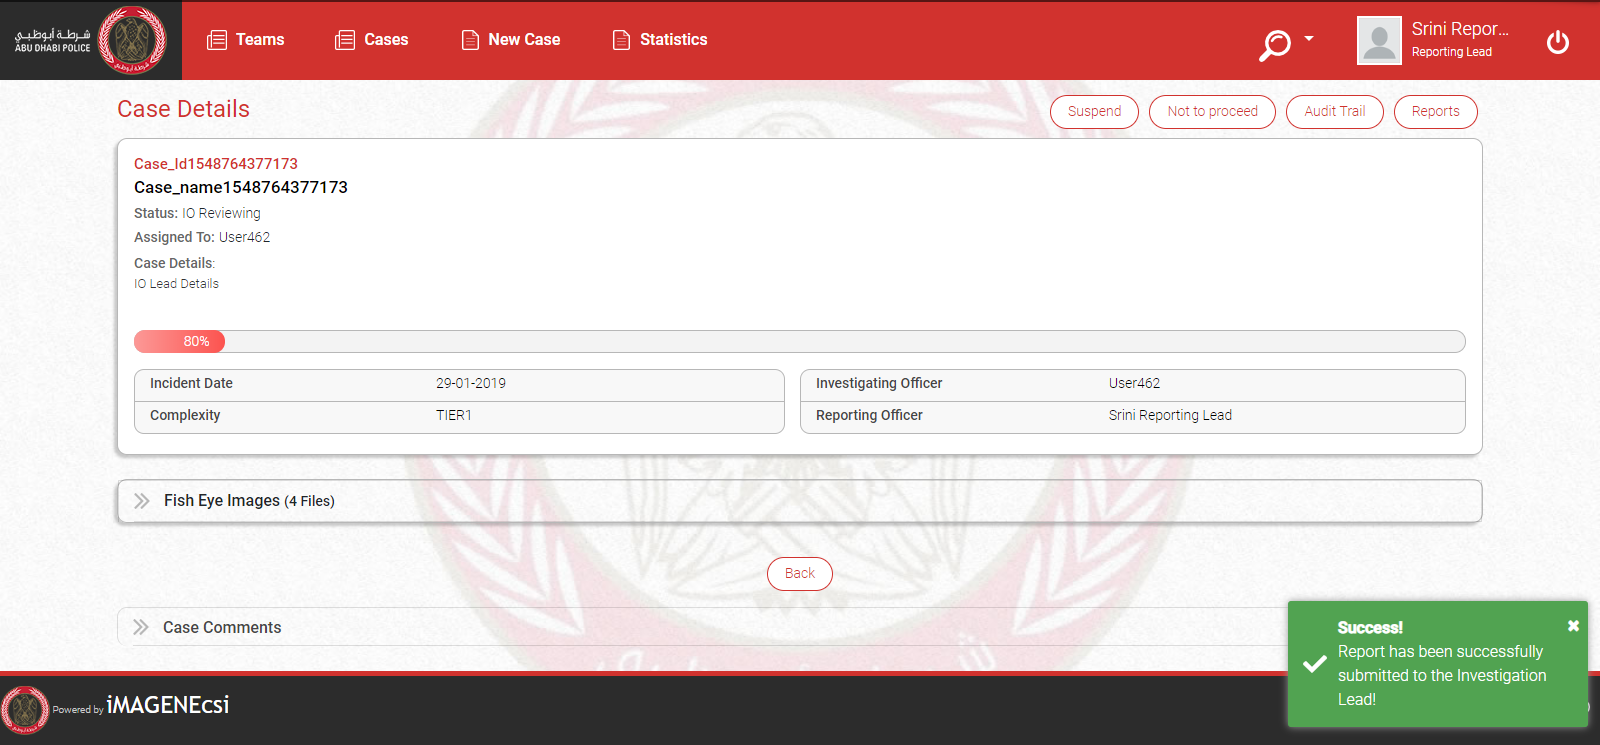 شرطة أبوظبي
ABU DHABI POLICE
Teams
Cases
New Case
Statistics
Srini Repor...
Reporting Lead
Case Details
Suspend
Not to proceed
Audit Trail
Reports
Case_Id1548764377173
Case_name1548764377173
Status: IO Reviewing
Assigned To: User462
Case Details:
IO Lead Details
80%
Incident Date 29-01-2019
Complexity TIER1
Investigating Officer User462
Reporting Officer Srini Reporting Lead
Fish Eye Images (4 Files)
Back
Case Comments
Success!
Report has been successfully
submitted to the Investigation
Lead!
Powered by iMAGENEcsi